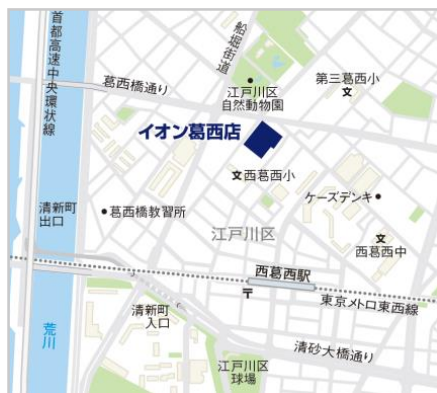 首都高速中央環状線
船堀街道
葛西橋通り
江戸川区
自然動物園
第三葛西小
文
イオン葛西店
文西葛西小
ケーズデンキ
清新町
出口
葛西橋教習所
江戸川区
文
西葛西中
西葛西駅
〒
東京メトロ東西線
荒川
清新町
入口
清砂大橋通り
江戸川区
球場